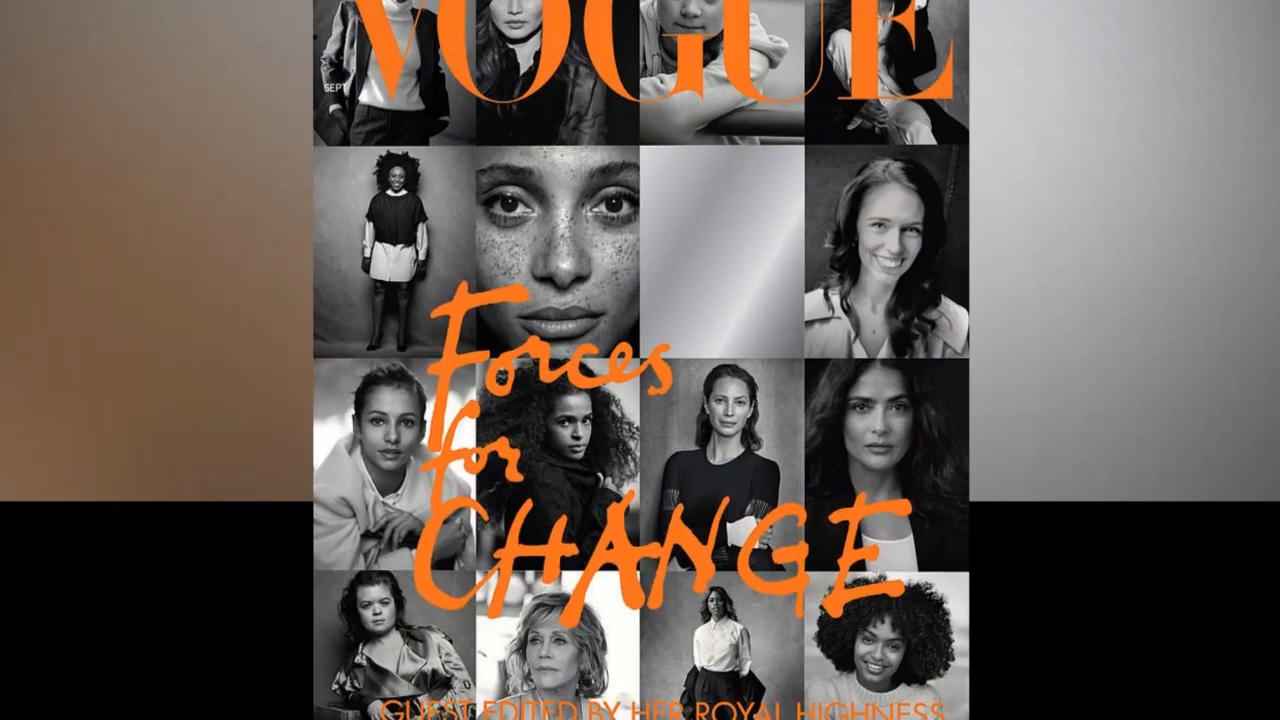 VOGUE
SEPT
Forces
for
CHANGE
GUEST EDITED BY HER ROYAL HIGHNESS